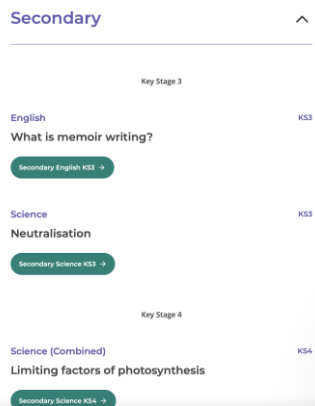 Secondary
Key Stage 3
English KS3
What is memoir writing?
Secondary English KS3 →
Science KS3
Neutralisation
Secondary Science KS3 →
Key Stage 4
Science (Combined) KS4
Limiting factors of photosynthesis
Secondary Science KS4 →